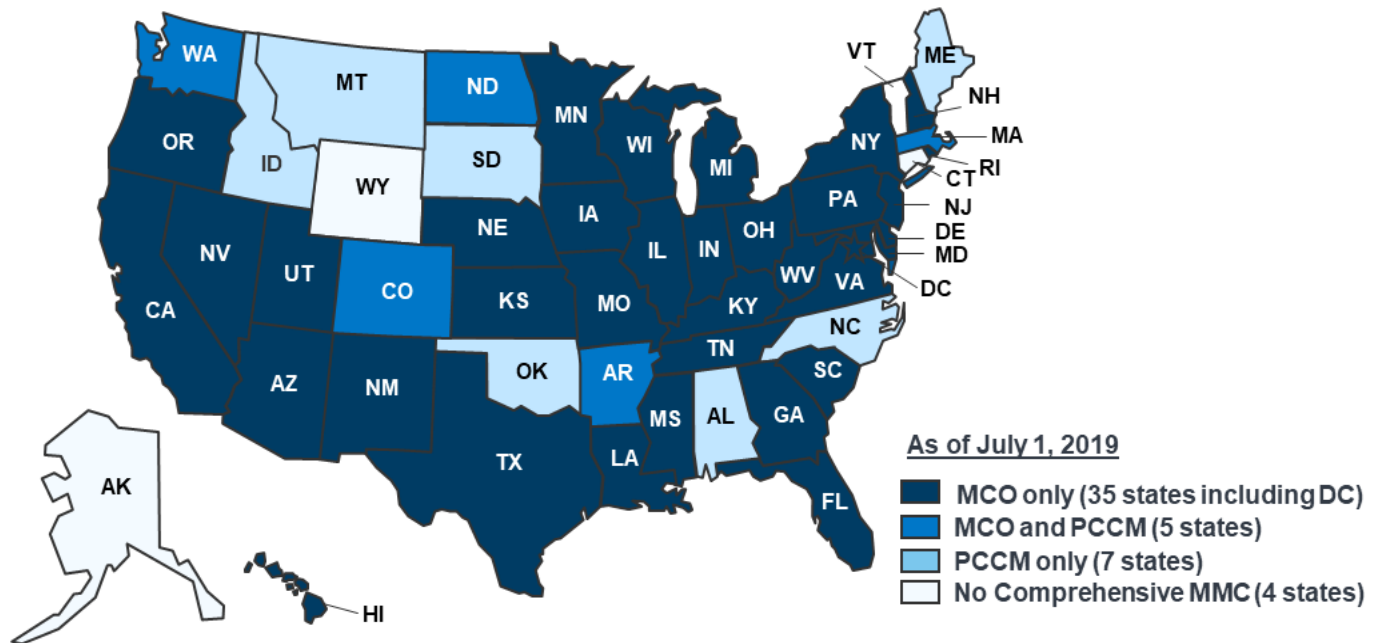 WA
MT
ND
MN
VT
ME
NH
MA
RI
CT
NJ
DE
MD
DC
OR
ID
WY
SD
WI
MI
NY
PA
NE
IA
IL
IN
OH
WV
VA
NV
UT
CO
KS
MO
KY
CA
AZ
NM
OK
AR
TN
NC
SC
MS
AL
GA
TX
LA
FL
AK
HI
As of July 1, 2019
MCO only (35 states including DC)
MCO and PCCM (5 states)
PCCM only (7 states)
No Comprehensive MMC (4 states)